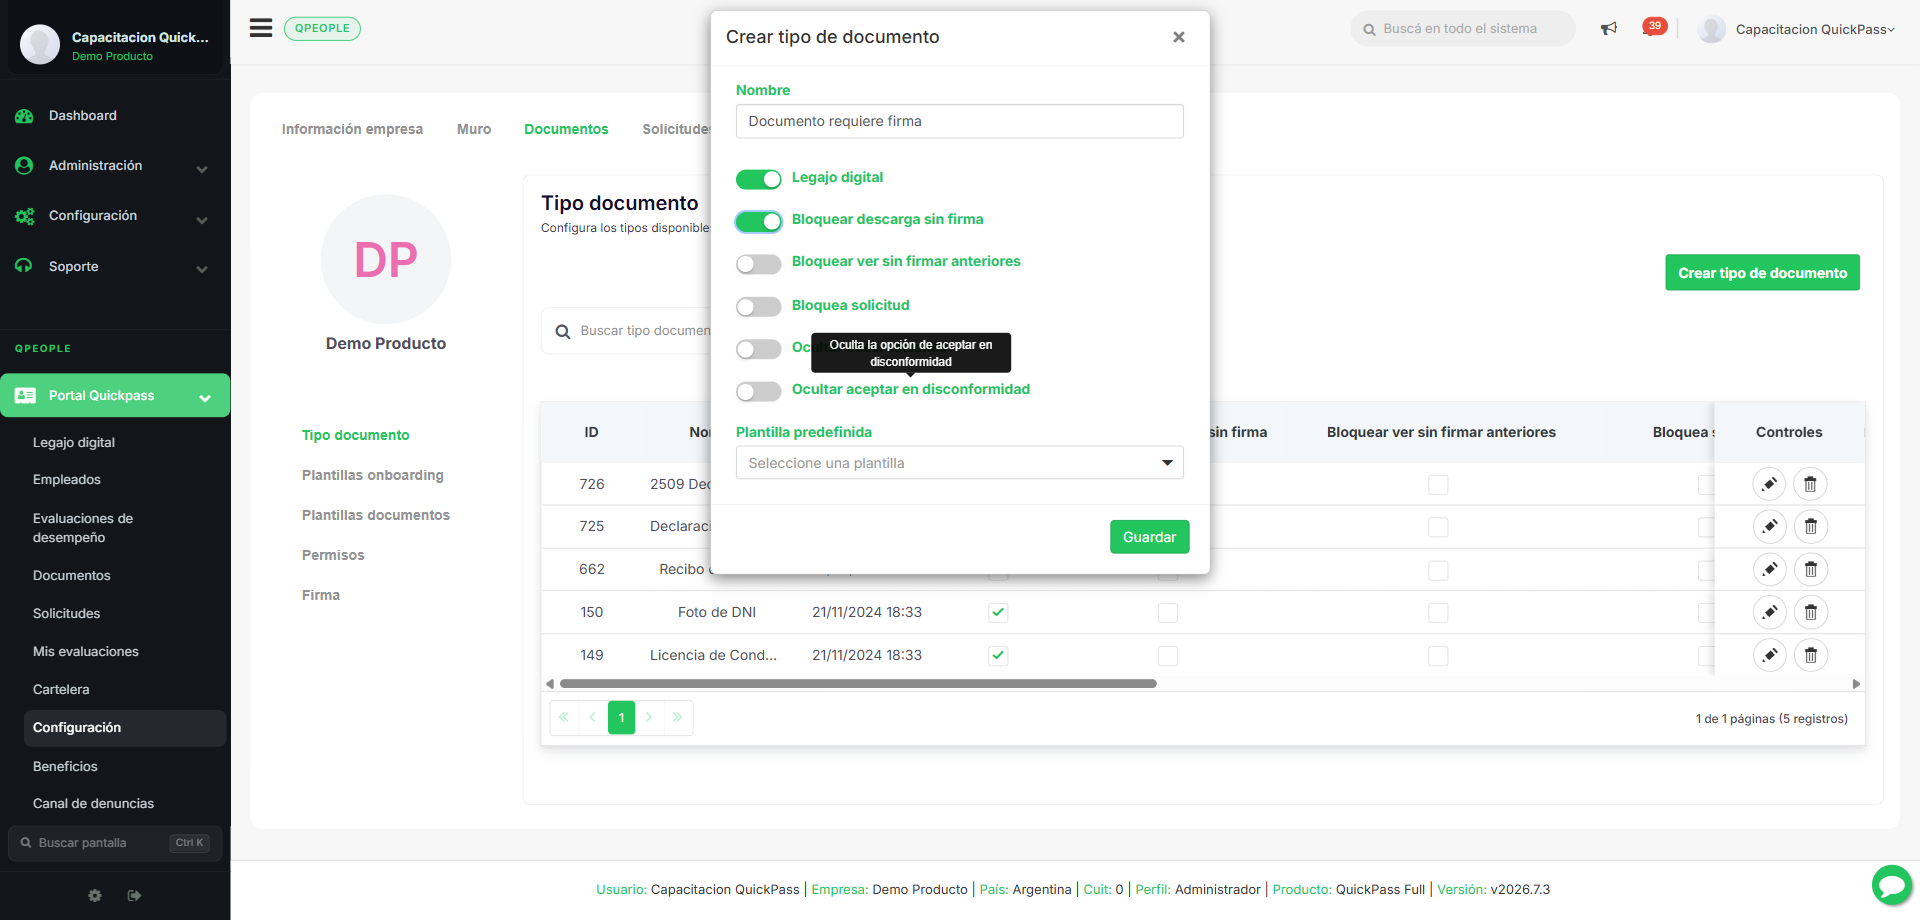 Capacitacion Quick...
Demo Producto
Dashboard
Administración
Configuración
Soporte
QPEOPLE
Portal Quickpass
Legajo digital
Empleados
Evaluaciones de
desempeño
Documentos
Solicitudes
Mis evaluaciones
Cartelera
Configuración
Beneficios
Canal de denuncias
Buscar pantalla
Ctrl K
QPEOPLE
Buscá en todo el sistema
39
Capacitacion QuickPass
Información empresa
Muro
Documentos
Solicitudes
DP
Demo Producto
Tipo documento
Plantillas onboarding
Plantillas documentos
Permisos
Firma
Tipo documento
Configura los tipos disponible
Crear tipo de documento
Buscar tipo documen
ID
sin firma
Bloquear ver sin firmar anteriores
Bloquea
Controles
726
2509
725
662
Recibo
150
Foto de DNI
21/11/2024 18:33
149
Licencia de Cond...
21/11/2024 18:33
1
1 de 1 páginas (5 registros)
Crear tipo de documento
×
Nombre
Documento requiere firma
Legajo digital
Bloquear descarga sin firma
Bloquear ver sin firmar anteriores
Bloquea solicitud
Oculta la opción de aceptar en
disconformidad
Ocultar aceptar en disconformidad
Plantilla predefinida
Seleccione una plantilla
Guardar
Usuario: Capacitacion QuickPass | Empresa: Demo Producto | País: Argentina | Cuit: 0 | Perfil: Administrador | Producto: QuickPass Full | Versión: v2026.7.3